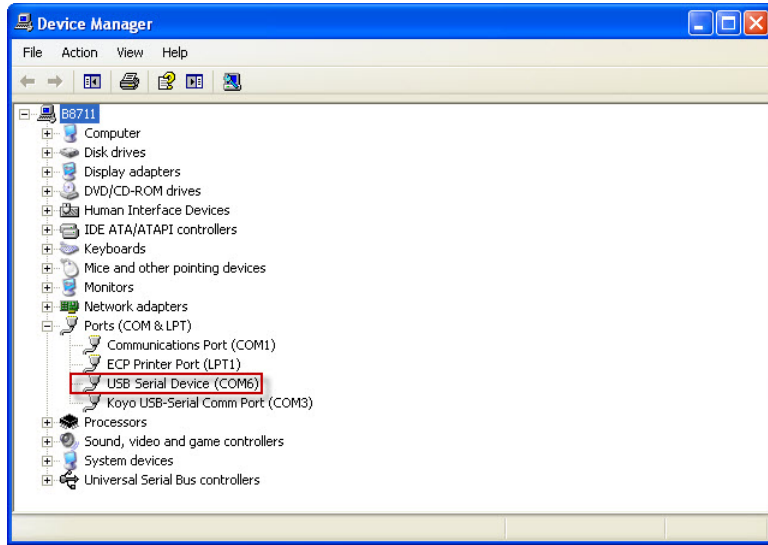 Device Manager
File Action View Help
B8711
Computer
Disk drives
Display adapters
DVD/CD-ROM drives
Human Interface Devices
IDE ATA/ATAPI controllers
Keyboards
Mice and other pointing devices
Monitors
Network adapters
Ports (COM & LPT)
Communications Port (COM1)
ECP Printer Port (LPT1)
USB Serial Device (COM6)
Koyo USB-Serial Comm Port (COM3)
Processors
Sound, video and game controllers
System devices
Universal Serial Bus controllers